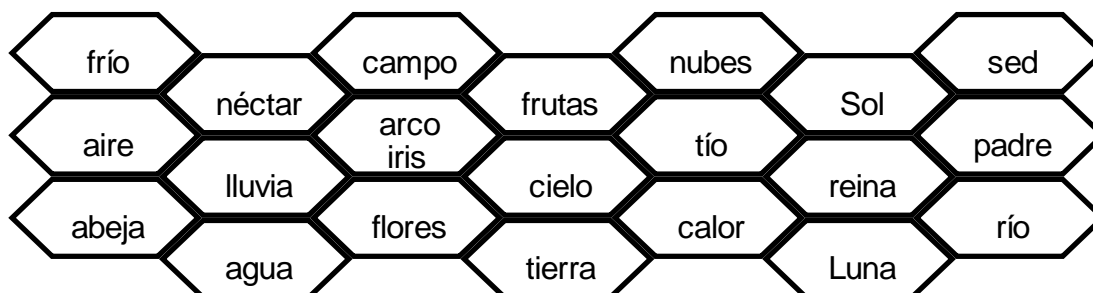 frío
campo
nubes
sed
néctar
frutas
Sol
aire
arco
iris
tío
padre
lluvia
cielo
reina
abeja
flores
calor
río
agua
tierra
Luna